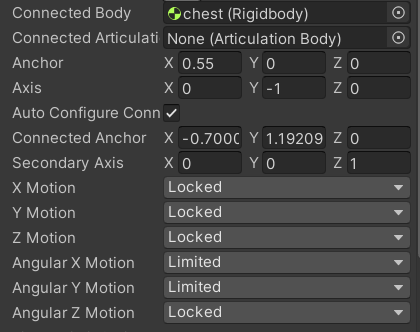 Connected Body chest (Rigidbody)
Connected Articulati None (Articulation Body)
Anchor X 0.55 Y 0 Z 0
Axis X 0 Y -1 Z 0
Auto Configure Conn
Connected Anchor X -0.7000 Y 1.19209 Z 0
Secondary Axis X 0 Y 0 Z 1
X Motion Locked
Y Motion Locked
Z Motion Locked
Angular X Motion Limited
Angular Y Motion Limited
Angular Z Motion Locked